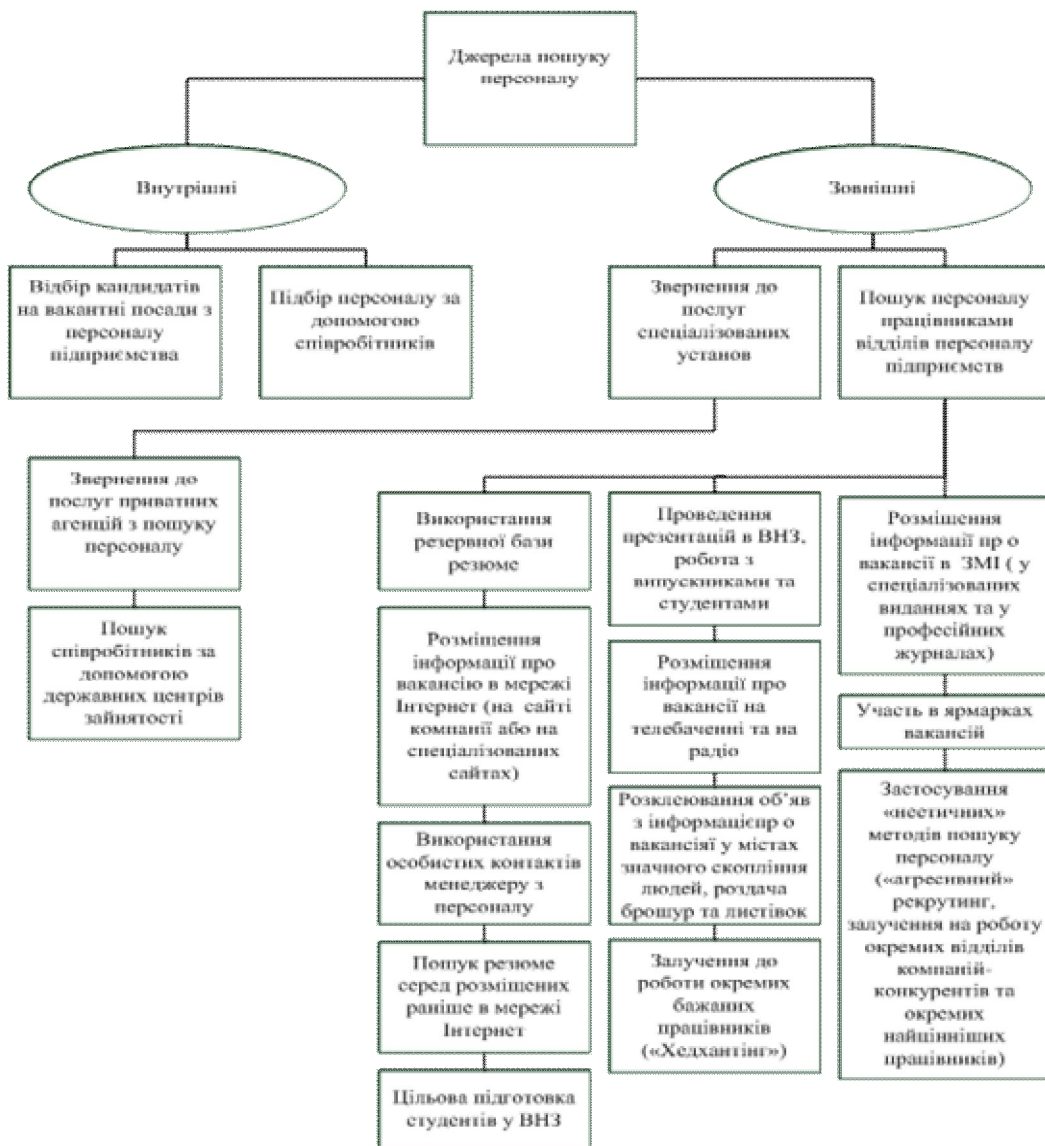 Джерела пошуку
персоналу
Внутрішні
Зовнішні
Відбір кандидатів
на вакантні посади з
персоналу
підприємства
Підбір персоналу за
допомогою
співробітників
Звернення до
послуг
спеціалізованих
установ
Пошук персоналу
працівниками
відділів персоналу
підприємств
Звернення до
послуг приватних
агенцій з пошуку
персоналу
Пошук
співробітників за
допомогою
державних центрів
зайнятості
Використання
резервної бази
резюме
Розміщення
інформації про
вакансію в мережі
Інтернет (на сайті
компанії або на
спеціалізованих
сайтах)
Використання
особистих контактів
менеджеру з
персоналу
Пошук резюме
серед розміщених
раніше в мережі
Інтернет
Цільова підготовка
студентів у ВНЗ
Проведення
презентацій в ВНЗ,
робота з
випускниками та
студентами
Розміщення
інформації про
вакансії на
телебаченні та на
радіо
Розклеювання об’яв
з інформацієпр о
вакансіяї у містах
значного скопління
людей, роздача
брошур та листівок
Залучення до
роботи окремих
бажаних
працівників
(«Хедхантінг»)
Розміщення
інформації пр о
вакансії в ЗМІ ( у
спеціалізованих
виданнях та у
професійних
журналах)
Участь в ярмарках
вакансій
Застосування
«неетичних»
методів пошуку
персоналу
(«агресивний»
рекрутинг,
залучення на роботу
окремих відділів
компаній-
конкурентів та
окремих
найцінніших
працівників)